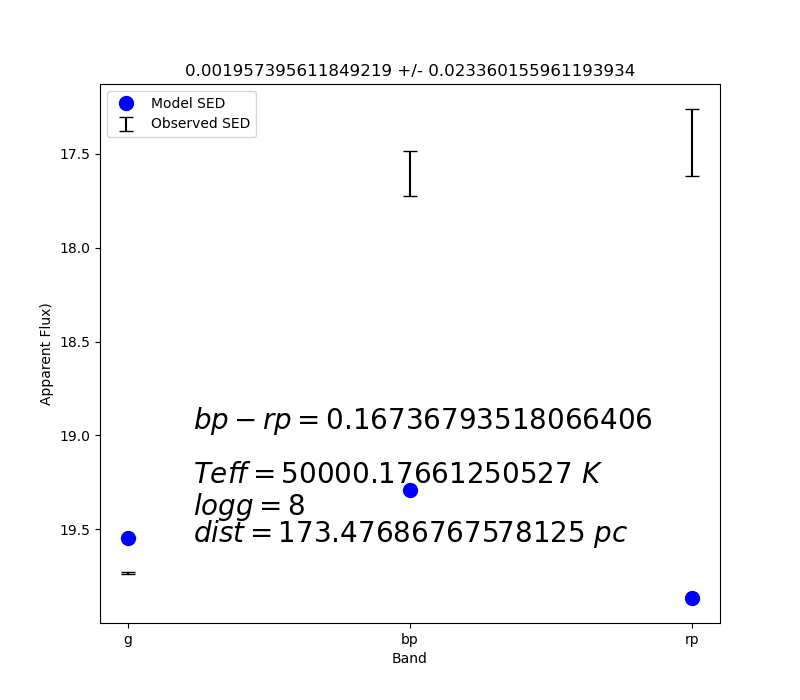 0.001957395611849219 +/- 0.023360155961193934
Model SED
Observed SED
17.5
18.0
18.5
19.0
19.5
Apparent Flux)
bp − rp = 0.16736793518066406
Teff = 50000.17661250527 K
logg = 8
dist = 173.47686767578125 pc
g
bp
rp
Band